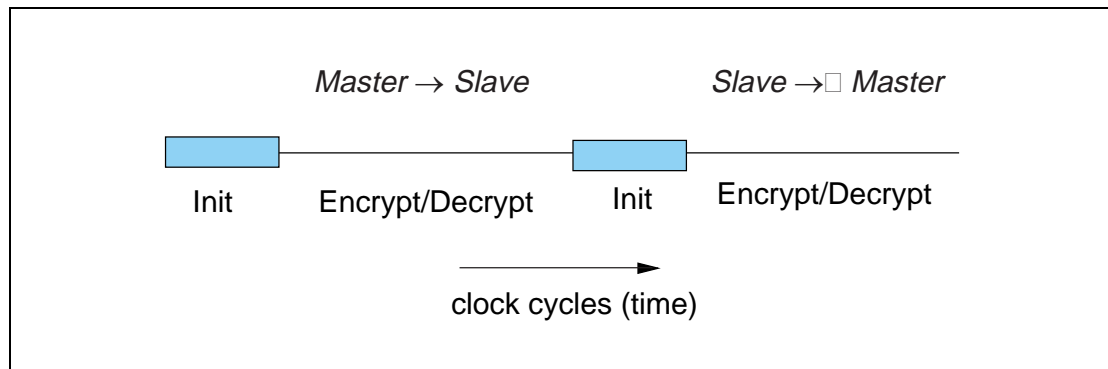 Master → Slave    Slave →□ Master
Init    Encrypt/Decrypt    Init    Encrypt/Decrypt
clock cycles (time)